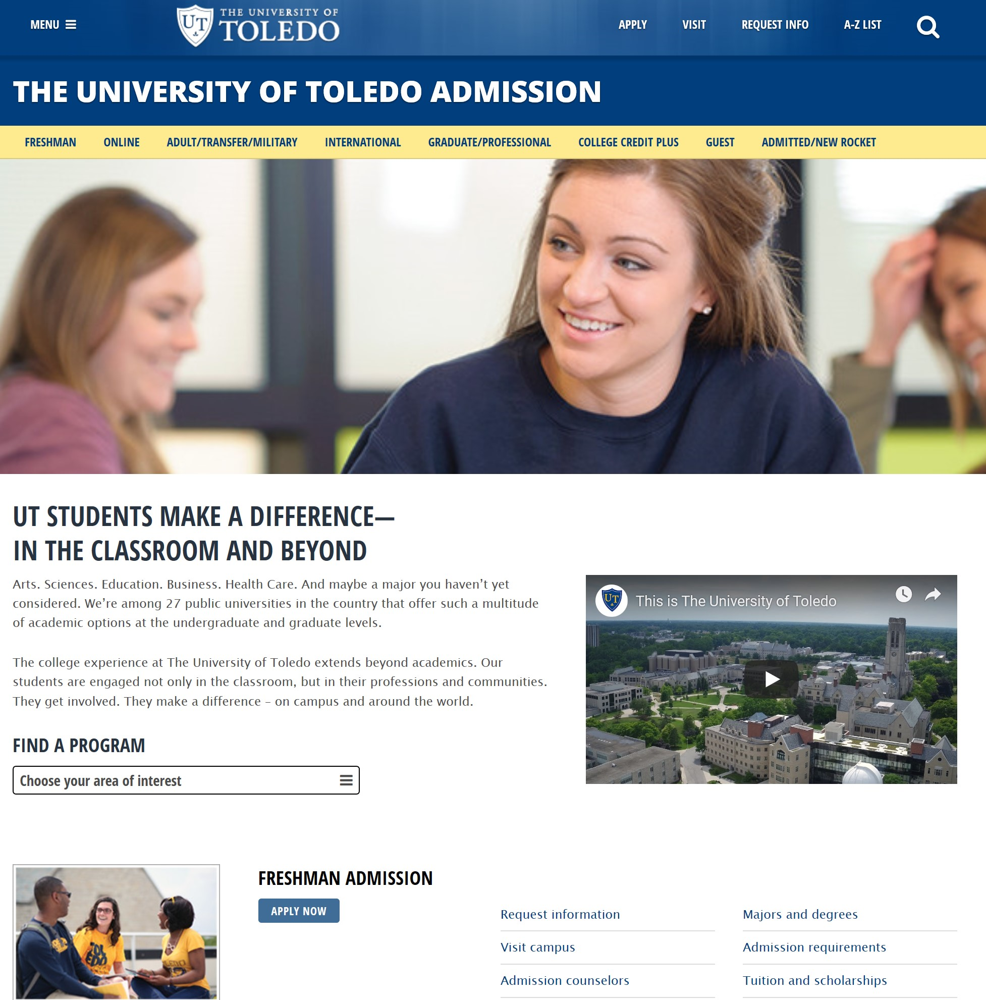 MENU
UT
THE UNIVERSITY OF
TOLEDO
APPLY
VISIT
REQUEST INFO
A-Z LIST
THE UNIVERSITY OF TOLEDO ADMISSION
FRESHMAN
ONLINE
ADULT/TRANSFER/MILITARY
INTERNATIONAL
GRADUATE/PROFESSIONAL
COLLEGE CREDIT PLUS
GUEST
ADMITTED/NEW ROCKET
UT STUDENTS MAKE A DIFFERENCE—
IN THE CLASSROOM AND BEYOND
Arts. Sciences. Education. Business. Health Care. And maybe a major you haven’t yet
considered. We’re among 27 public universities in the country that offer such a multitude
of academic options at the undergraduate and graduate levels.
The college experience at The University of Toledo extends beyond academics. Our
students are engaged not only in the classroom, but in their professions and communities.
They get involved. They make a difference – on campus and around the world.
UT
This is The University of Toledo
FIND A PROGRAM
Choose your area of interest
TOL
EDO
TOLEDO
FRESHMAN ADMISSION
APPLY NOW
Request information
Visit campus
Admission counselors
Majors and degrees
Admission requirements
Tuition and scholarships